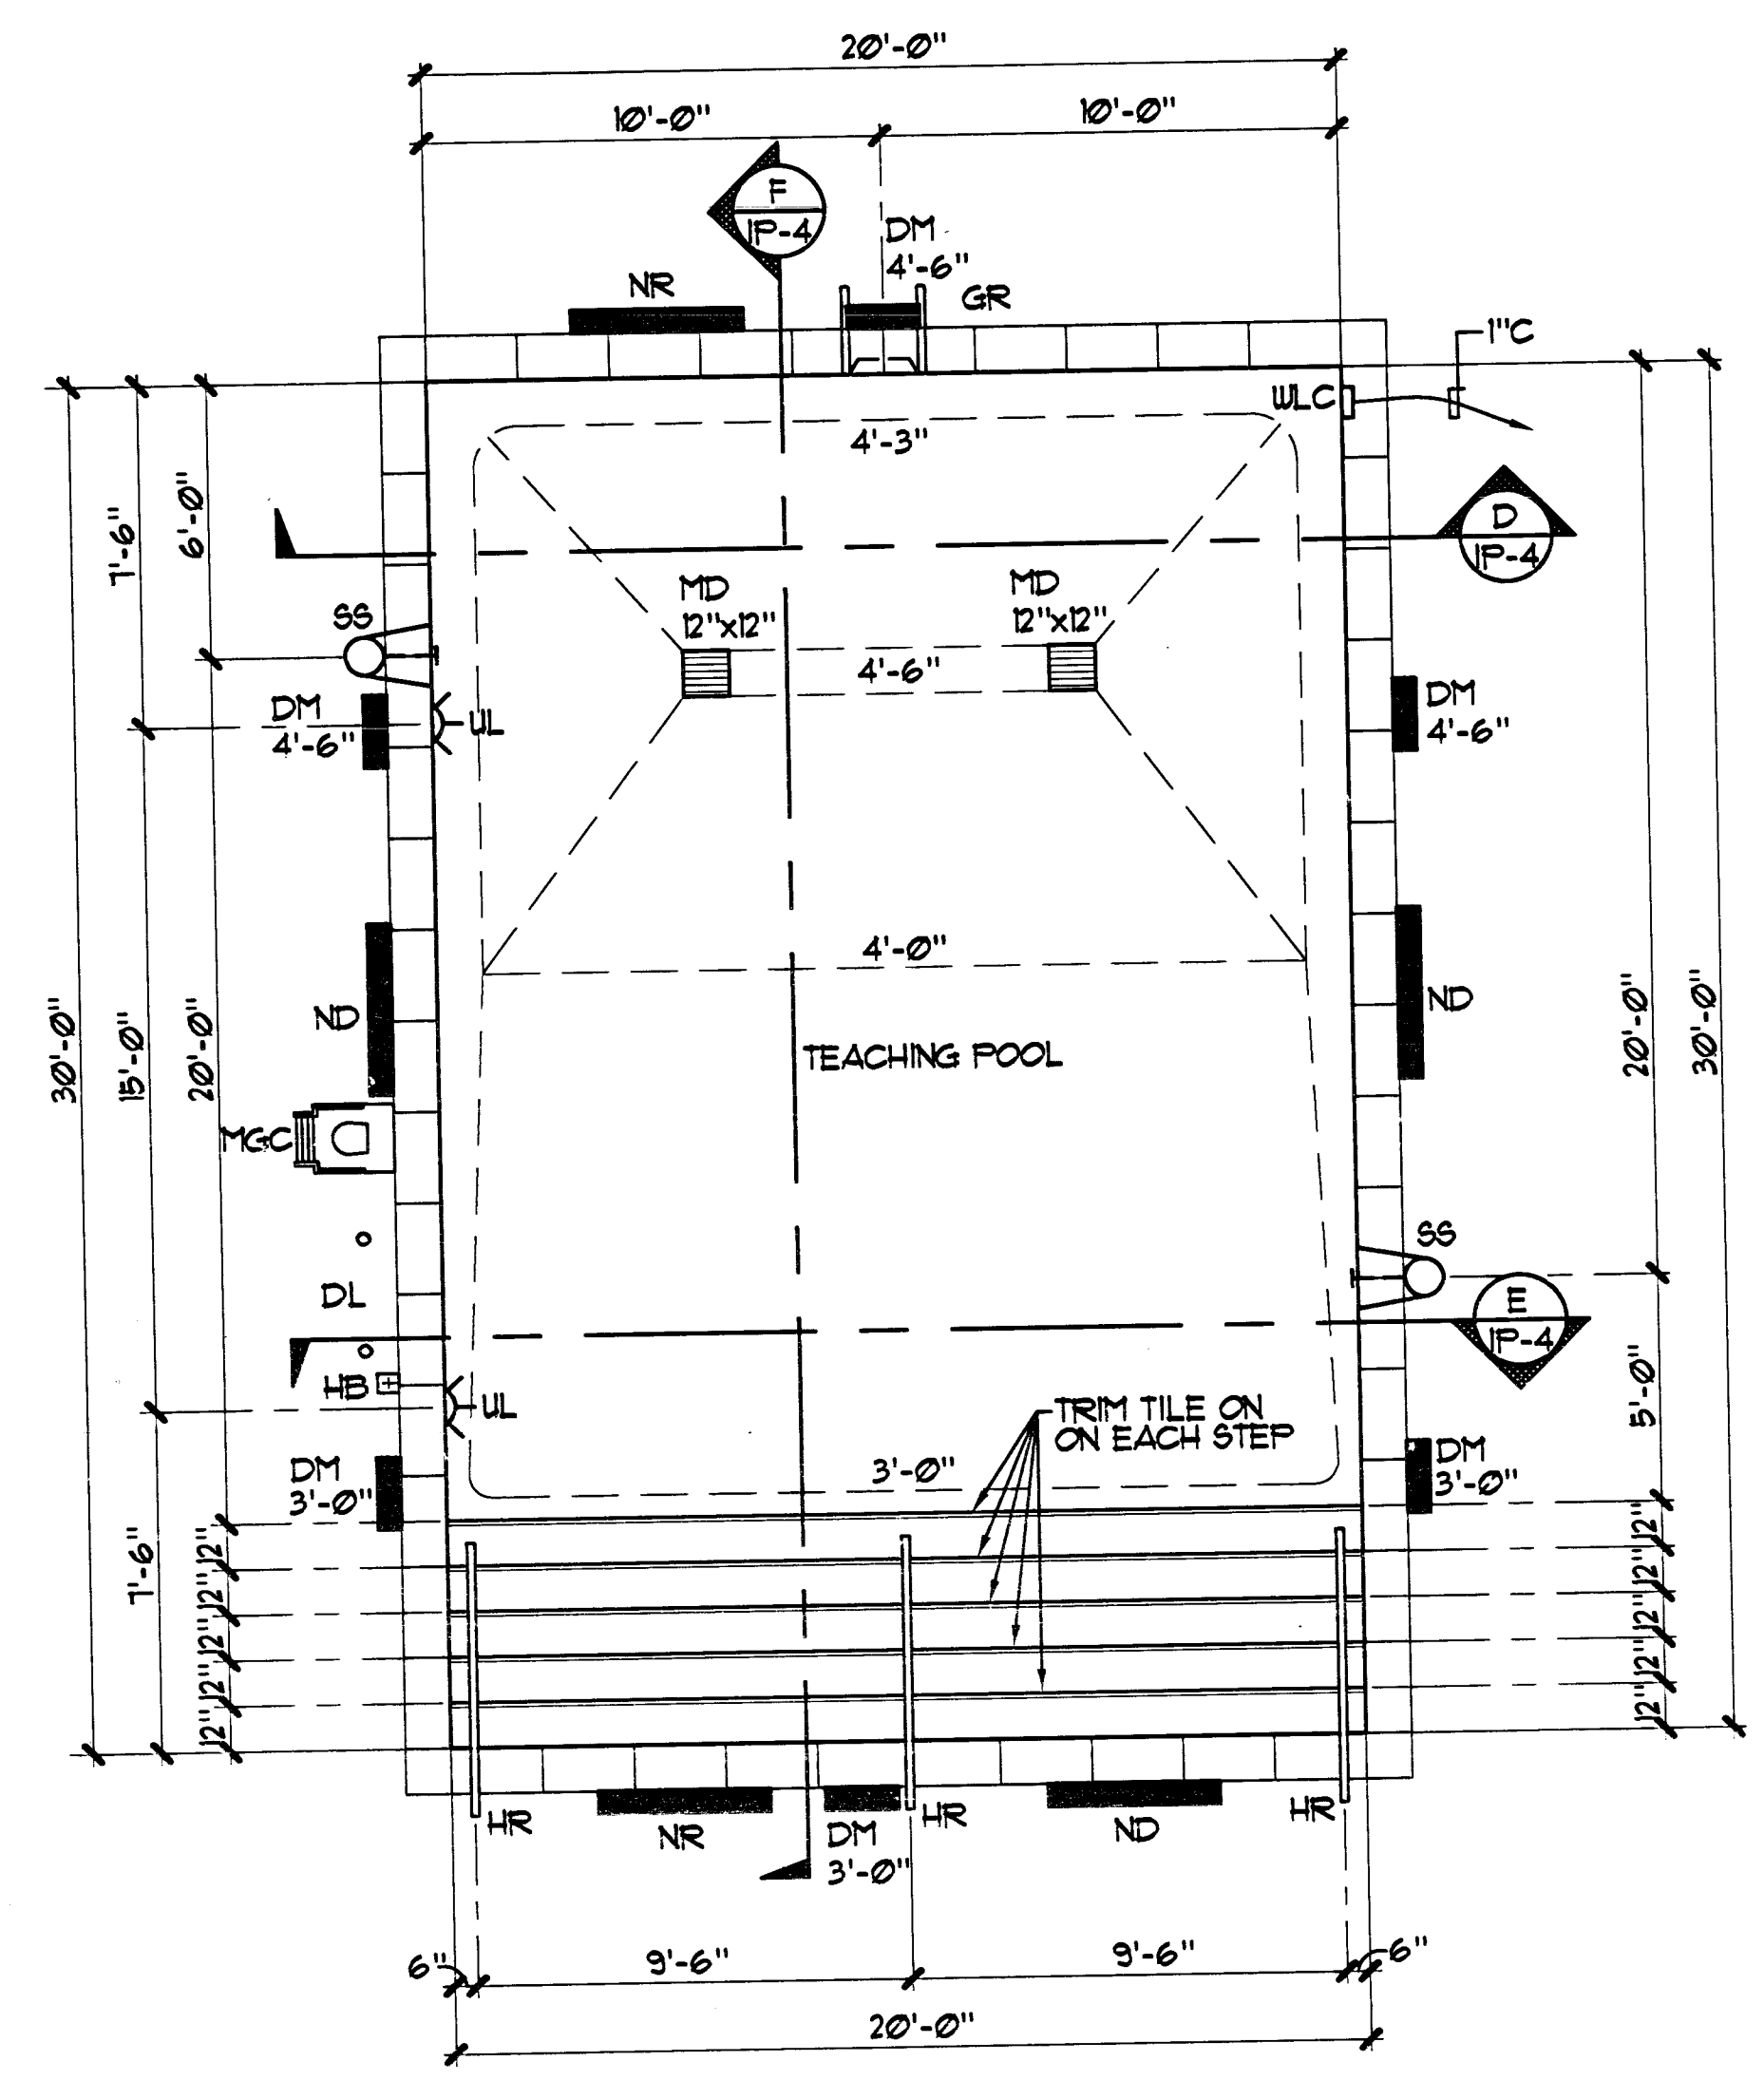 20'-0"
10'-0"
10'-0"
F
1P-4
DM
4'-6"
NR
GR
1"C
WLC
4'-3"
D
1P-4
6'-0"
7'-6"
MD
12"x12"
MD
12"x12"
SS
4'-6"
DM
4'-6"
UL
DM
4'-6"
4'-0"
ND
ND
30'-0"
15'-0"
20'-0"
20'-0"
30'-0"
TEACHING POOL
MGC
SS
DL
E
1P-4
HB
UL
5'-0"
TRIM TILE ON
ON EACH STEP
DM
3'-0"
3'-0"
DM
3'-0"
7'-6"
12"
12"
12"
12"
12"
12"
12"
12"
12"
12"
HR
NR
DM
3'-0"
HR
ND
HR
6"
9'-6"
9'-6"
6"
20'-0"